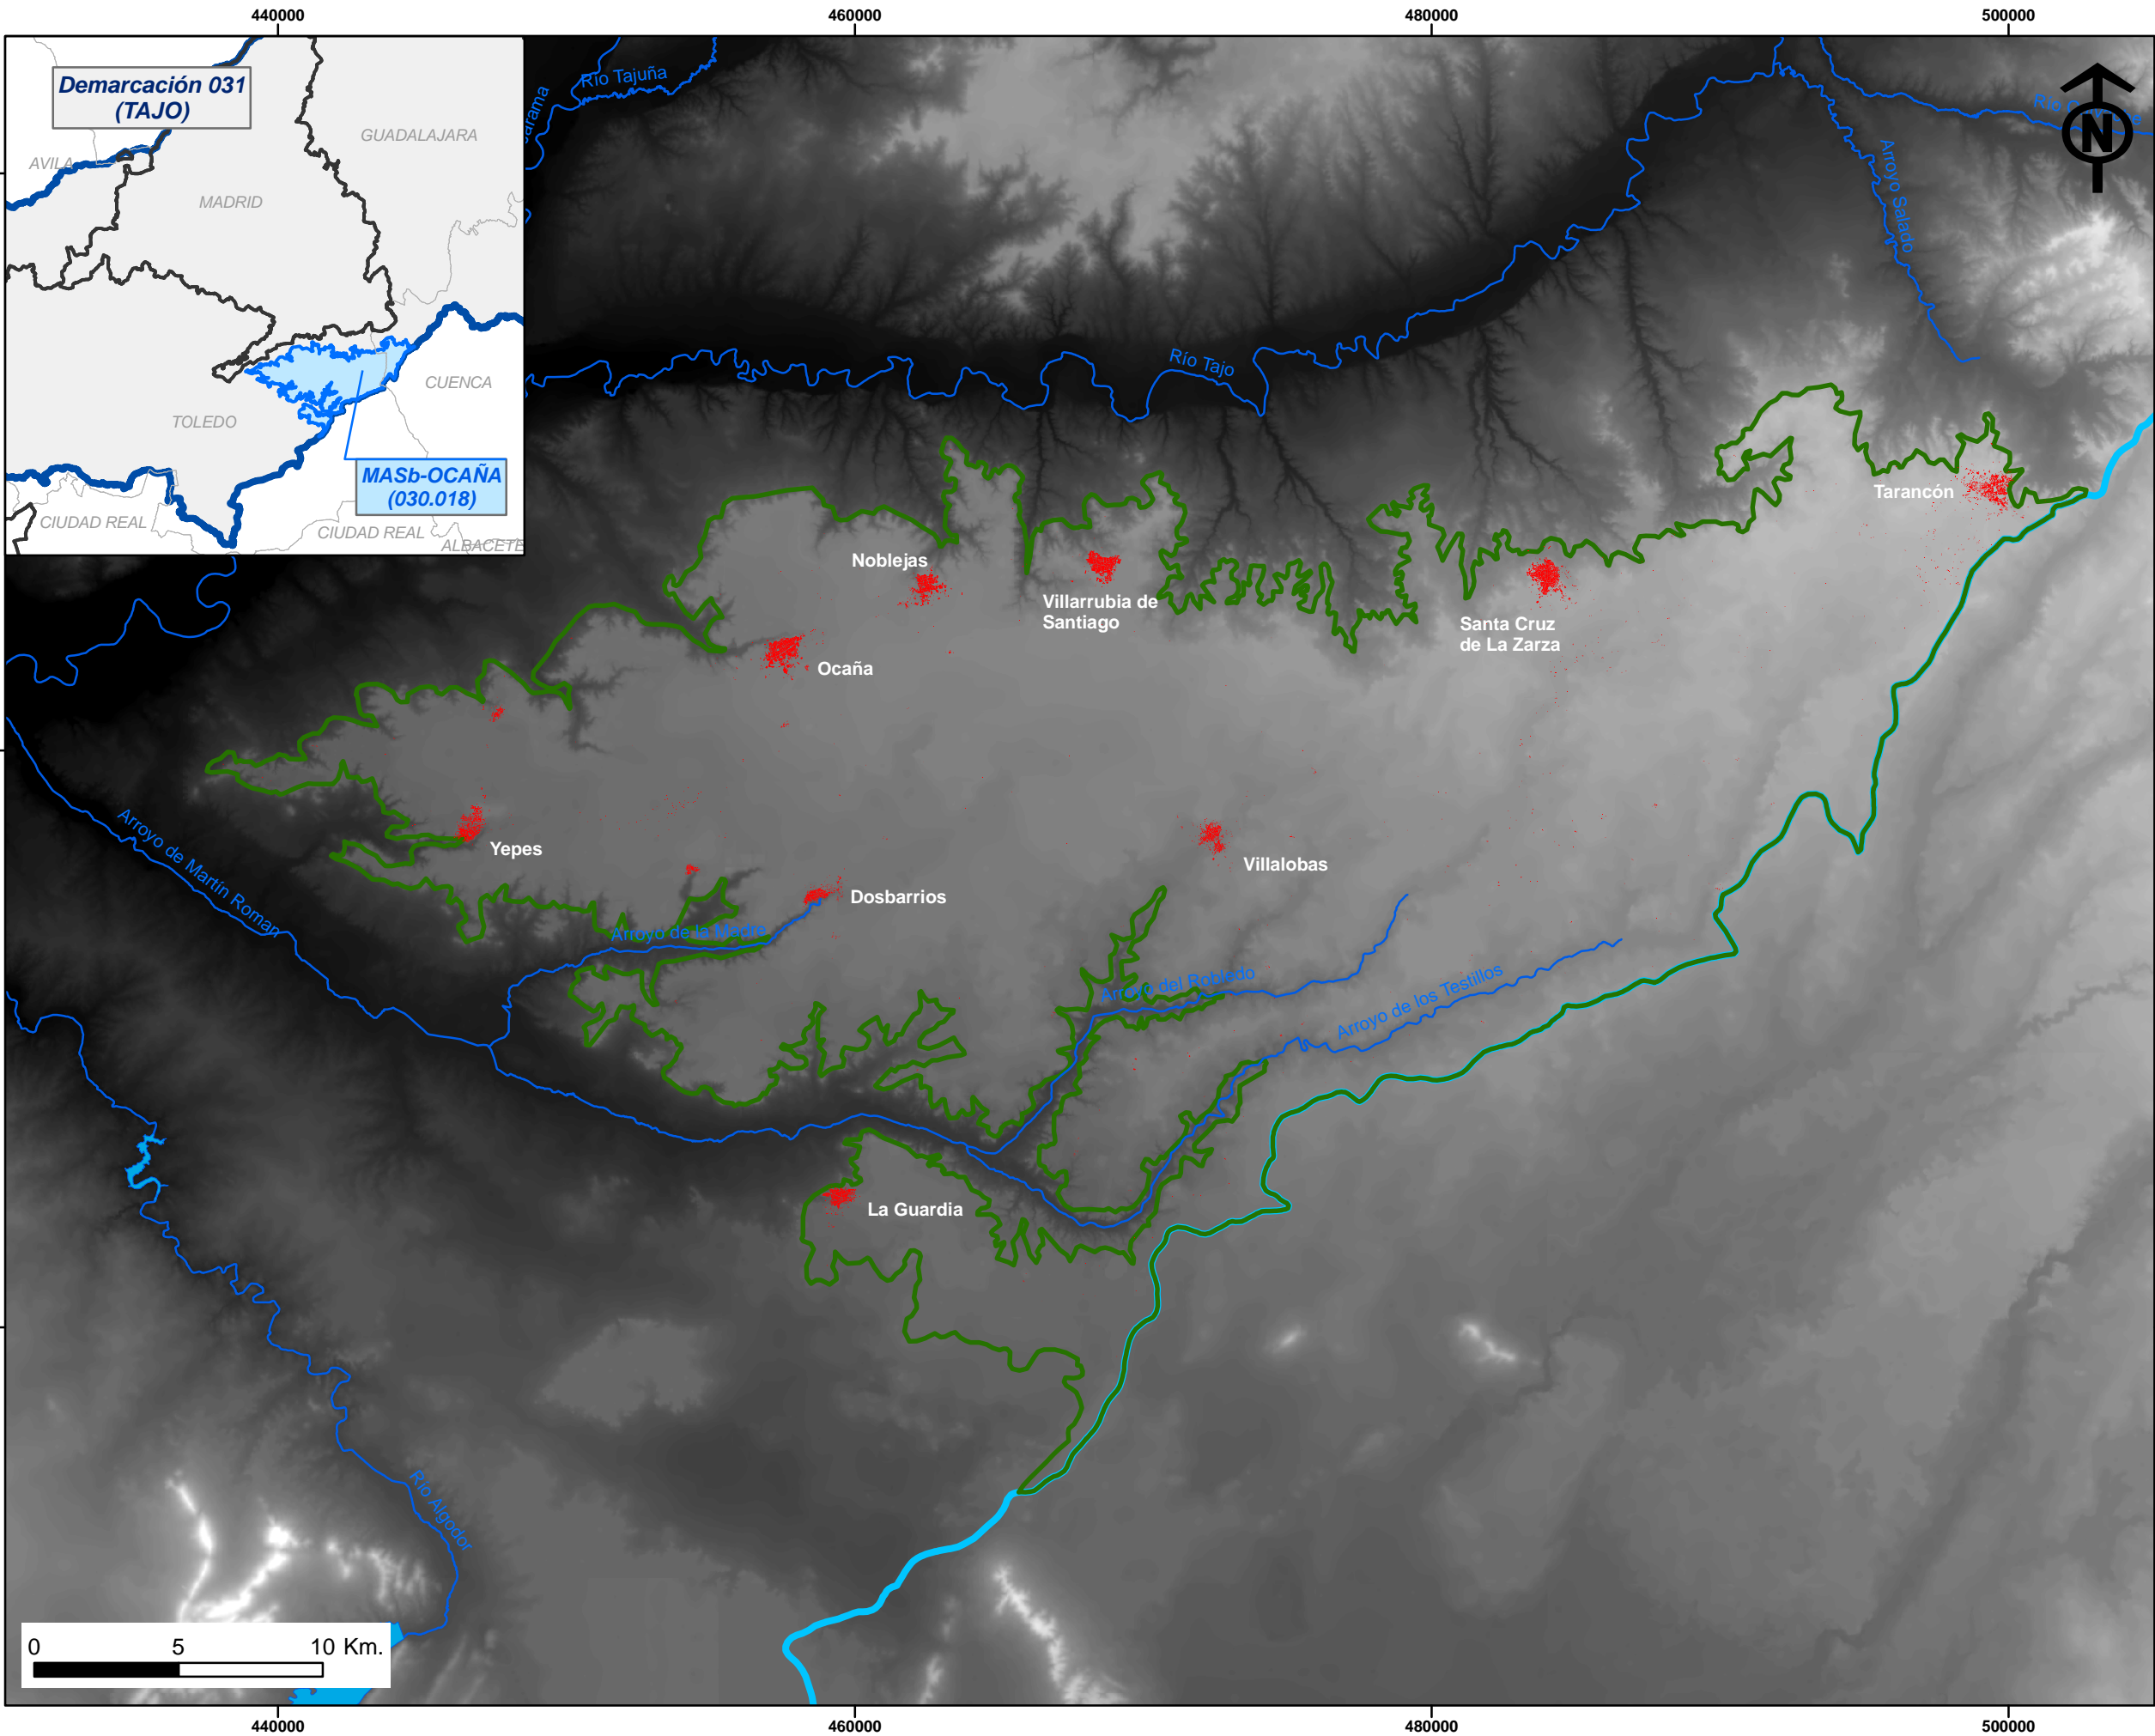 440000
460000
480000
500000
Demarcación 031
(TAJO)
AVILA
GUADALAJARA
MADRID
CUENCA
TOLEDO
MASb-OCAÑA
(030.018)
CIUDAD REAL
CIUDAD REAL
ALBACETE
Río Tajuña
arama
Río
N
Arroyo Salado
Río Tajo
Tarancón
Noblejas
Villarrubia de
Santiago
Santa Cruz
de La Zarza
Ocaña
Yepes
Villalobas
Dosbarrios
Arroyo de Martín Roman
Arroyo de la Madre
Arroyo del Robledo
Arroyo de los Testillos
La Guardia
Río Algodor
0
5
10 Km.
440000
460000
480000
500000